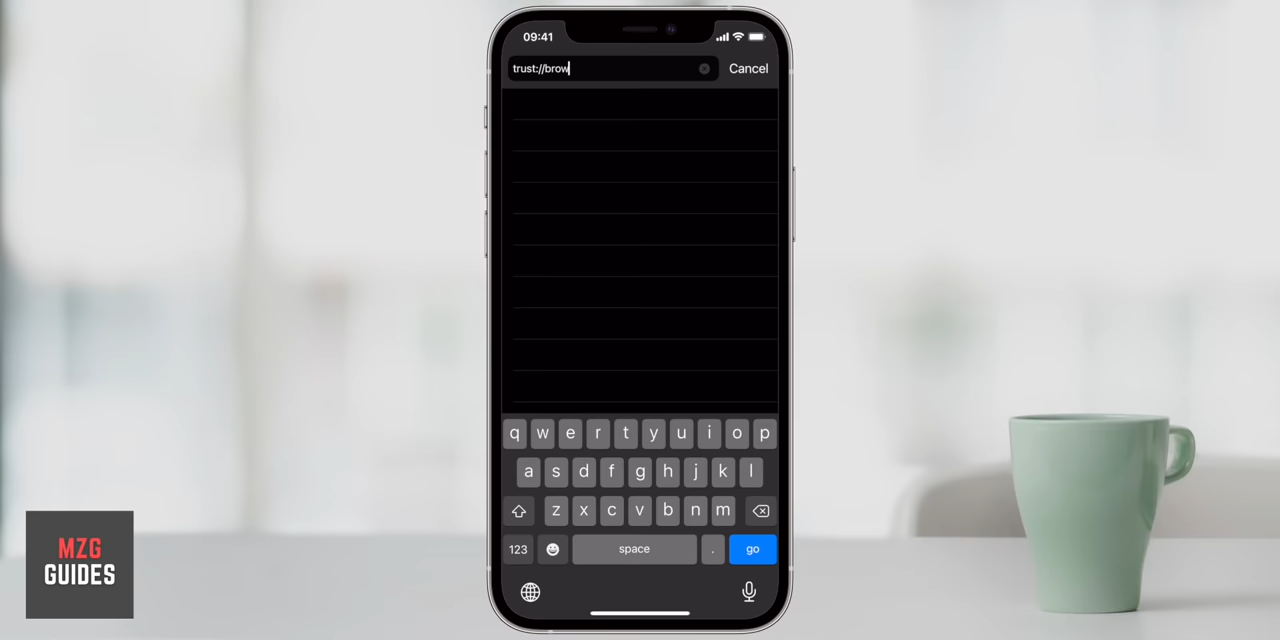 09:41
trust://brow
Cancel
q w e r t y u i o p
a s d f g h j k l
z x c v b n m
123 space . go
MZG
GUIDES